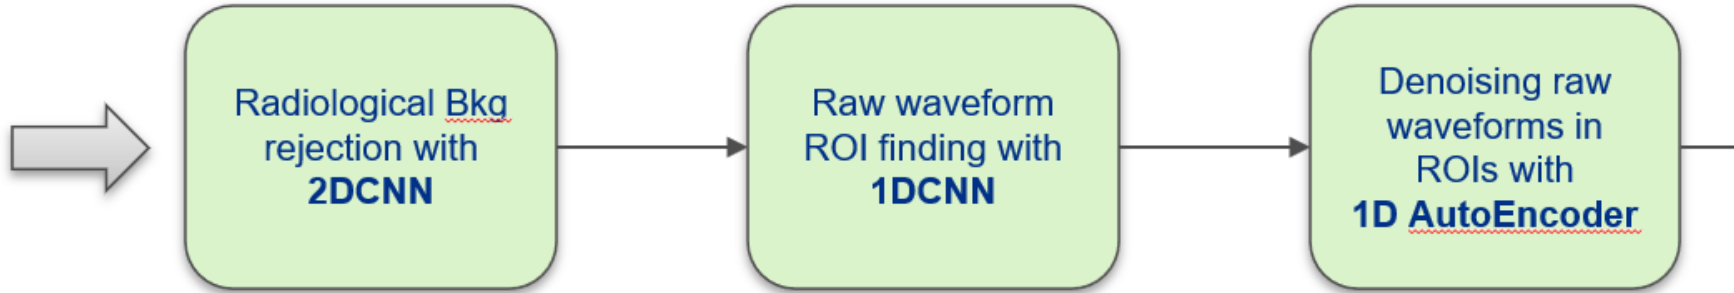 Radiological Bkg
rejection with
2DCNN
Raw waveform
ROI finding with
1DCNN
Denoising raw
waveforms in
ROIs with
1D AutoEncoder